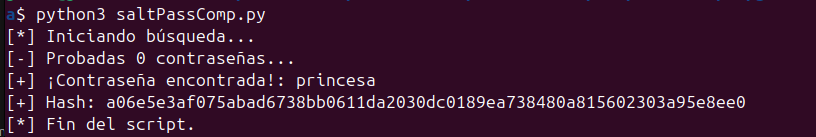 a$ python3 saltPassComp.py
[*] Iniciando búsqueda...
[-] Probadas 0 contraseñas...
[+] ¡Contraseña encontrada!: princesa
[+] Hash: a06e5e3af075abad6738bb0611da2030dc0189ea738480a815602303a95e8ee0
[*] Fin del script.